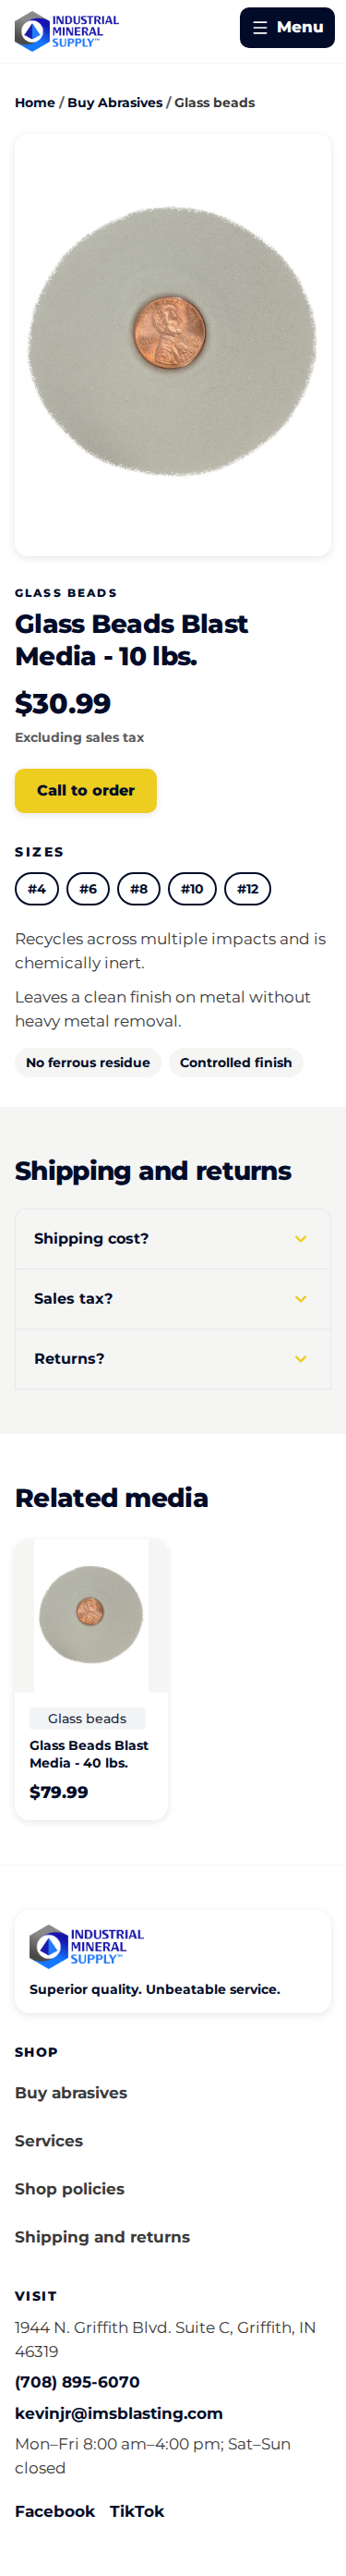 INDUSTRIAL
MINERAL
SUPPLY™
Menu
Home / Buy Abrasives / Glass beads
GLASS BEADS
Glass Beads Blast
Media - 10 lbs.
$30.99
Excluding sales tax
Call to order
SIZES
#4 #6 #8 #10 #12
Recycles across multiple impacts and is
chemically inert.
Leaves a clean finish on metal without
heavy metal removal.
No ferrous residue Controlled finish
Shipping and returns
Shipping cost?
Sales tax?
Returns?
Related media
Glass beads
Glass Beads Blast
Media - 40 lbs.
$79.99
INDUSTRIAL
MINERAL
SUPPLY™
Superior quality. Unbeatable service.
SHOP
Buy abrasives
Services
Shop policies
Shipping and returns
VISIT
1944 N. Griffith Blvd. Suite C, Griffith, IN
46319
(708) 895-6070
kevinjr@imsblasting.com
Mon–Fri 8:00 am–4:00 pm; Sat–Sun
closed
Facebook TikTok